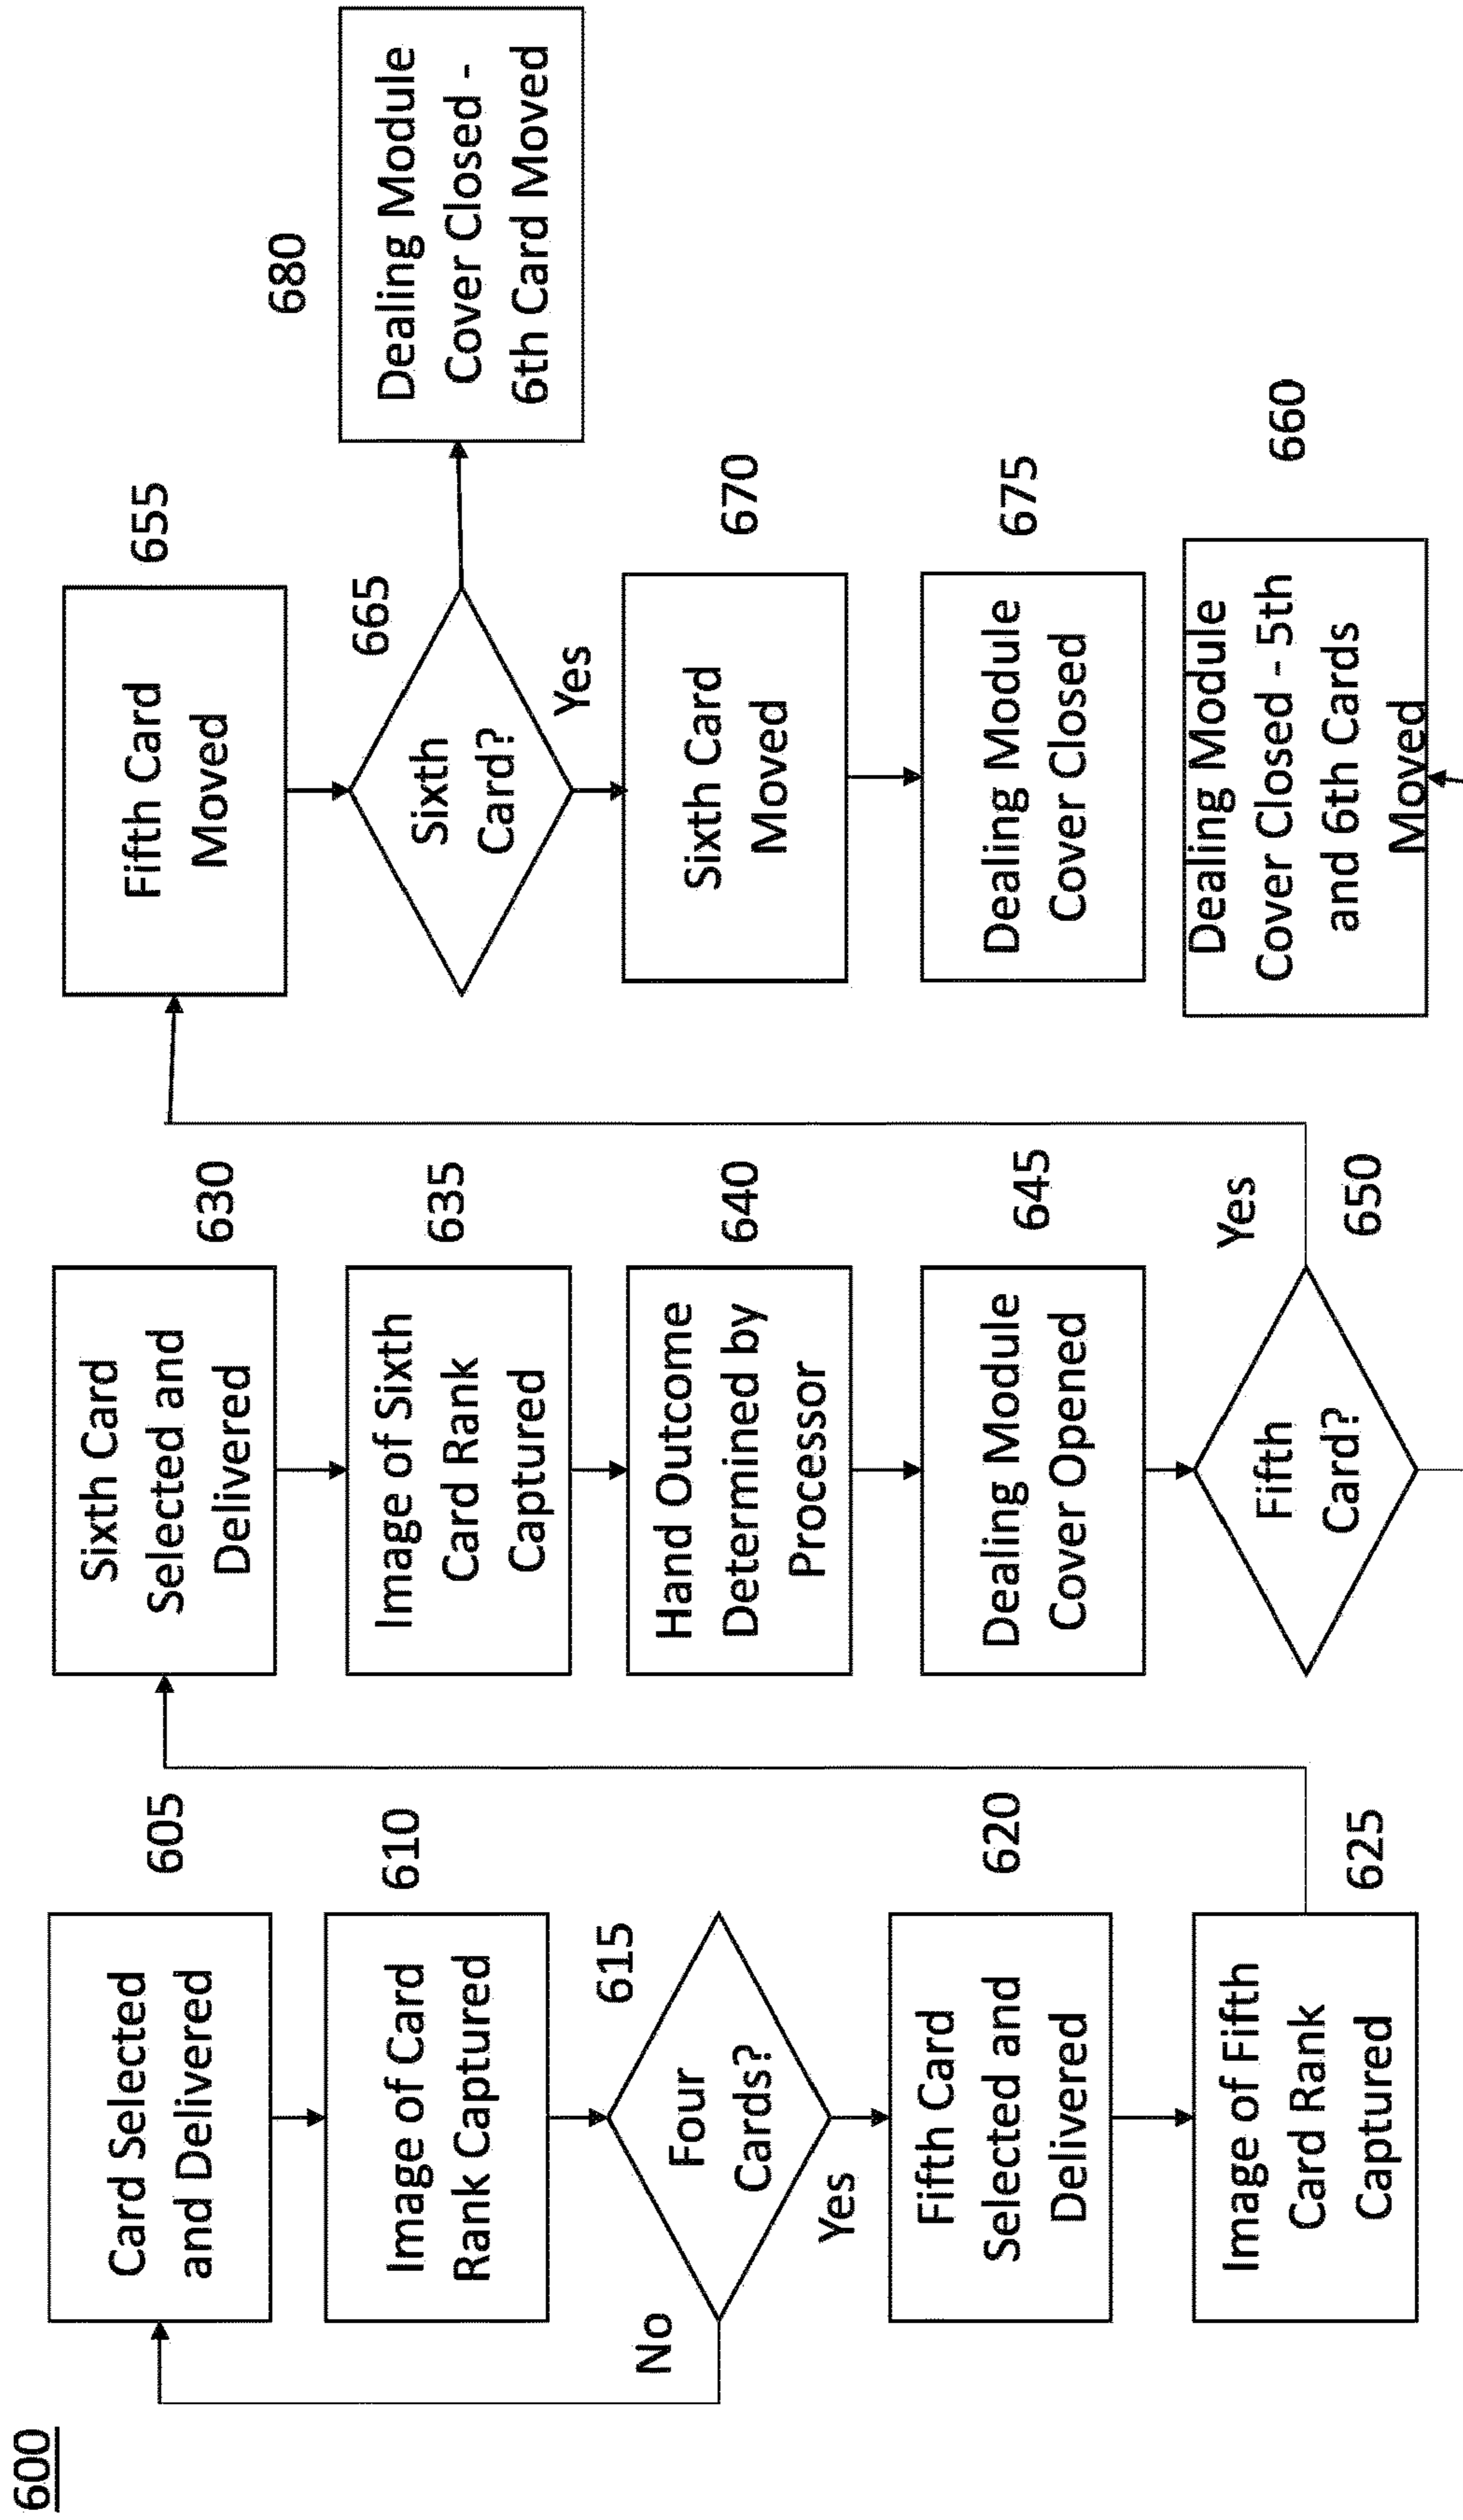 600
605
Card Selected
and Delivered
610
Image of Card
Rank Captured
615
Four
Cards?
No
Yes
620
Fifth Card
Selected and
Delivered
625
Image of Fifth
Card Rank
Captured
630
Sixth Card
Selected and
Delivered
635
Image of Sixth
Card Rank
Captured
640
Hand Outcome
Determined by
Processor
645
Dealing Module
Cover Opened
650
Fifth
Card?
Yes
655
Fifth Card
Moved
665
Sixth
Card?
Yes
670
Sixth Card
Moved
675
Dealing Module
Cover Closed
660
Dealing Module
Cover Closed - 5th
and 6th Cards
Moved
680
Dealing Module
Cover Closed -
6th Card Moved